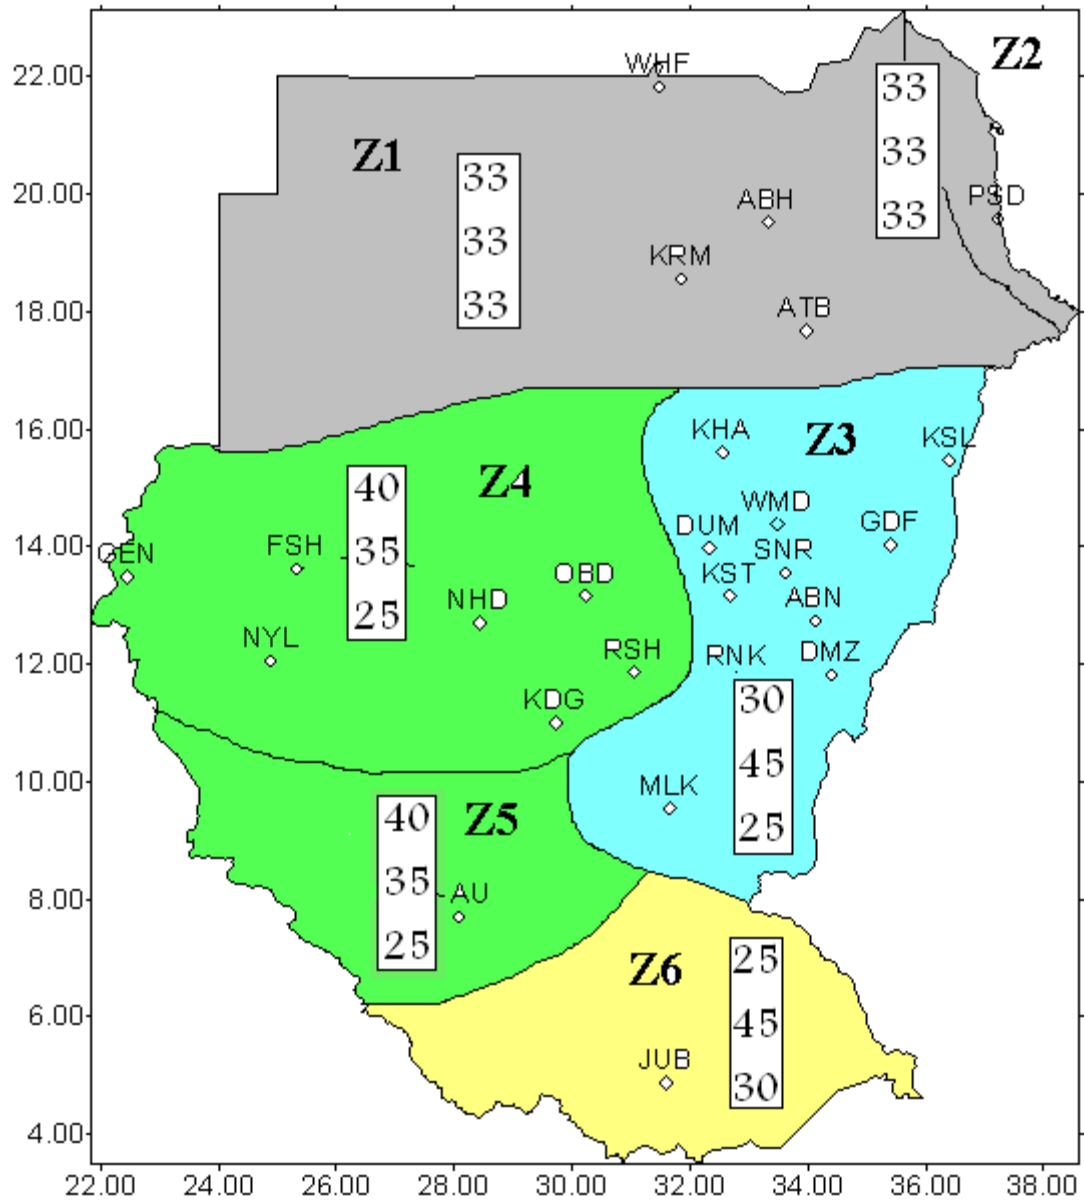 22.00
20.00
18.00
16.00
14.00
12.00
10.00
8.00
6.00
4.00
22.00 24.00 26.00 28.00 30.00 32.00 34.00 36.00 38.00
WHF
Z2
Z1
33
33
33
33
33
33
PSD
ABH
KRM
ATB
KHA
Z3
KSL
Z4
40
35
25
WMD
DUM
GDF
SNR
KST
ABN
GEN
FSH
OBD
NHD
NYL
RSH
KDG
RNK
DMZ
30
45
25
MLK
Z5
40
35
25
AU
Z6
25
45
30
JUB